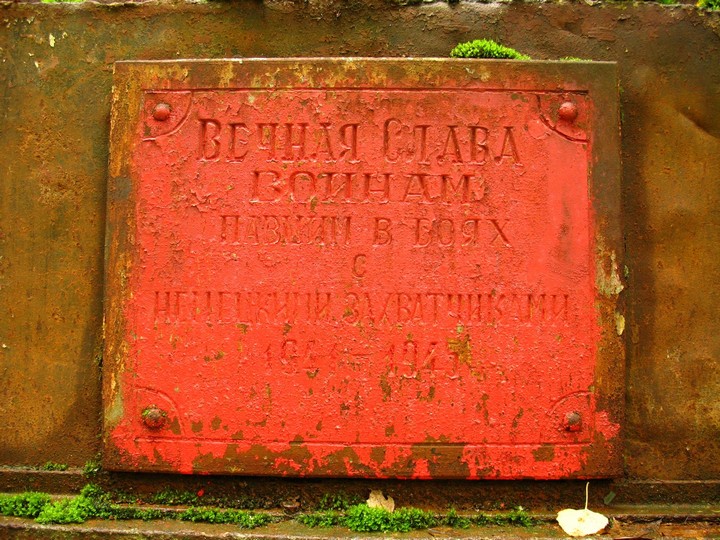 ВЕЧНАЯ СЛАВА
ВОИНАМ
ПАВШИМ В БОЯХ
С
НЕМЕЦКИМИ ЗАХВАТЧИКАМИ
1941-1945